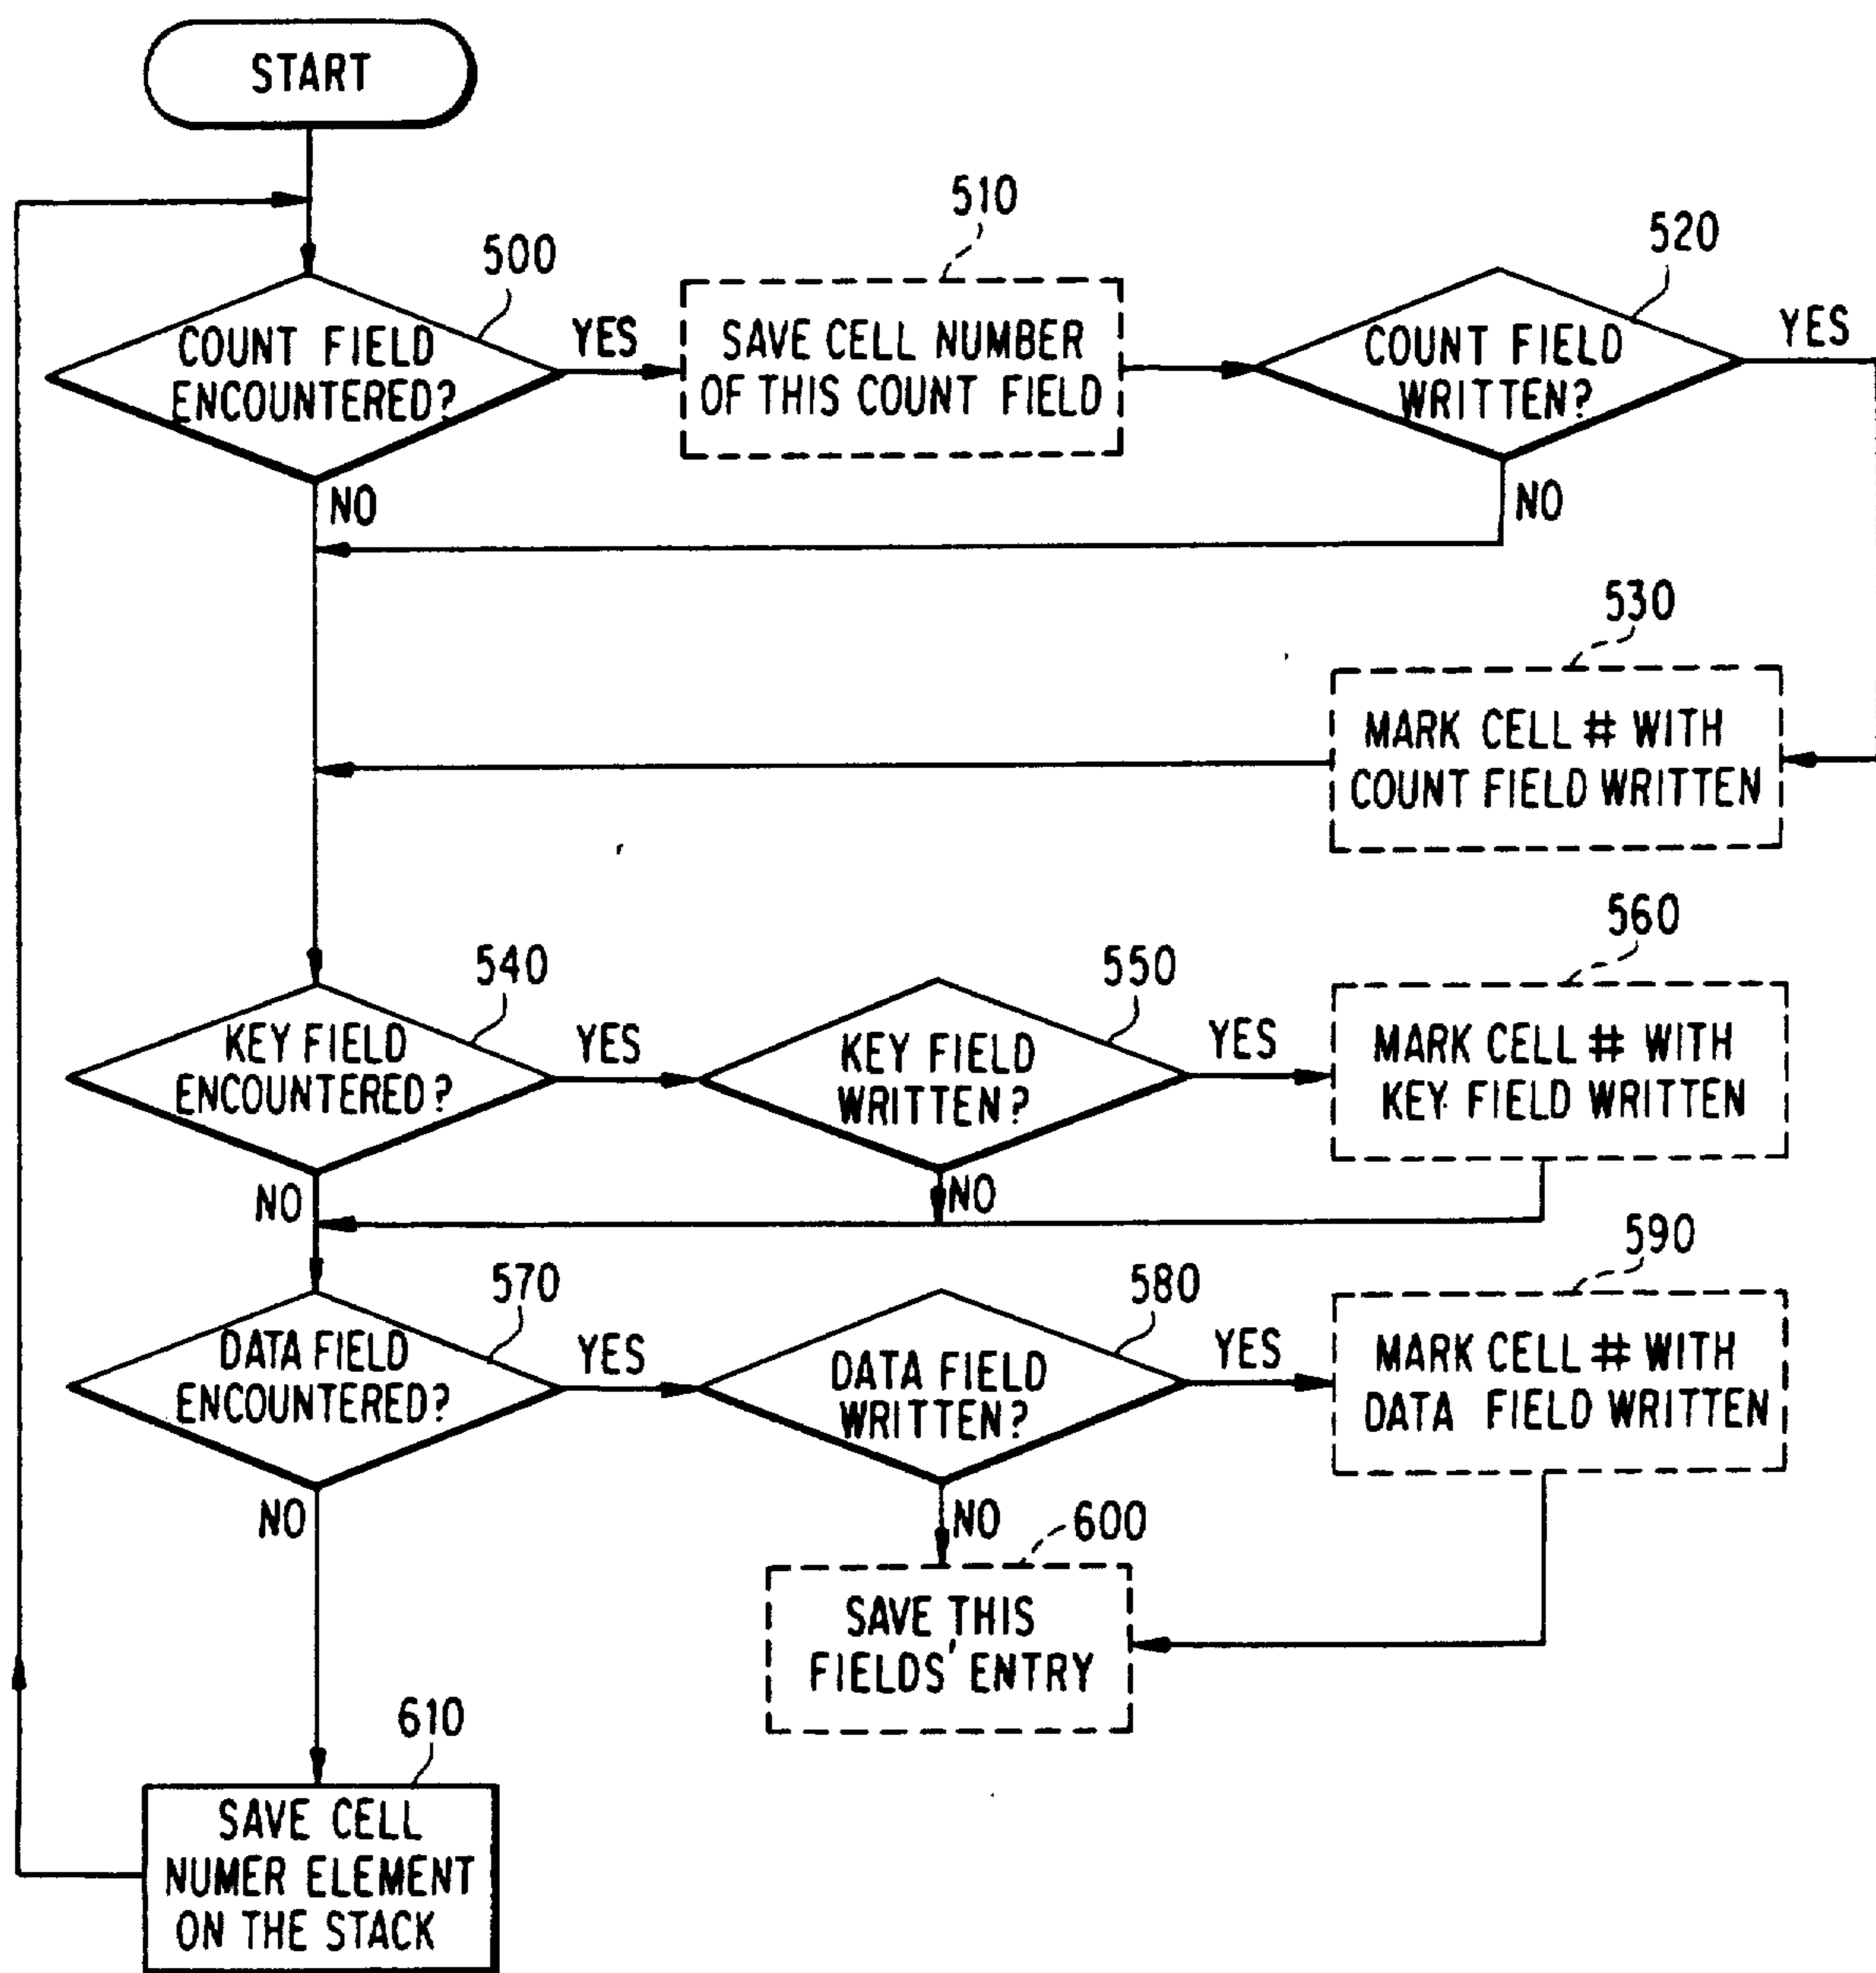 START
510
520
500
COUNT FIELD
ENCOUNTERED?
YES
SAVE CELL NUMBER
OF THIS COUNT FIELD
COUNT FIELD
WRITTEN?
YES
NO
NO
530
MARK CELL # WITH
COUNT FIELD WRITTEN
560
540
550
KEY FIELD
ENCOUNTERED?
YES
KEY FIELD
WRITTEN?
YES
MARK CELL # WITH
KEY FIELD WRITTEN
NO
NO
590
570
580
DATA FIELD
ENCOUNTERED?
YES
DATA FIELD
WRITTEN?
YES
MARK CELL # WITH
DATA FIELD WRITTEN
NO
NO
600
SAVE THIS
FIELDS' ENTRY
610
SAVE CELL
NUMER ELEMENT
ON THE STACK